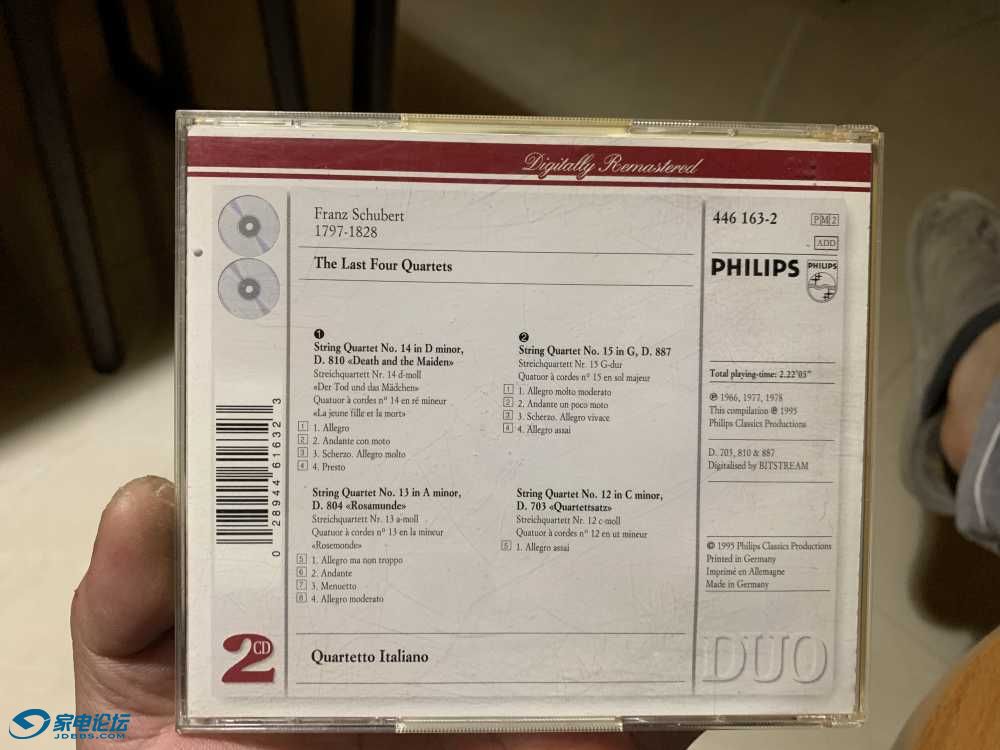 Digitally Remastered
Franz Schubert
1797-1828
The Last Four Quartets
1
String Quartet No. 14 in D minor,
D. 810 «Death and the Maiden»
Streichquartett Nr. 14 d-moll
«Der Tod und das Mädchen»
Quatuor à cordes nº 14 en ré mineur
«La jeune fille et la mort»
1 1. Allegro
2 2. Andante con moto
3 3. Scherzo. Allegro molto
4 4. Presto
String Quartet No. 13 in A minor,
D. 804 «Rosamunde»
Streichquartett Nr. 13 a-moll
Quatuor à cordes nº 13 en la mineur
«Rosemonde»
5 1. Allegro ma non troppo
6 2. Andante
7 3. Menuetto
8 4. Allegro moderato
2
String Quartet No. 15 in G, D. 887
Streichquartett Nr. 15 G-dur
Quatuor à cordes nº 15 en sol majeur
1 1. Allegro molto moderato
2 2. Andante un poco moto
3 3. Scherzo. Allegro vivace
4 4. Allegro assai
String Quartet No. 12 in C minor,
D. 703 «Quartettsatz»
Streichquartett Nr. 12 c-moll
Quatuor à cordes nº 12 en ut mineur
5 1. Allegro assai
Quartetto Italiano
2 CD
0 28944 61632 3
446 163-2
PM2
ADD
PHILIPS
PHILIPS
Total playing-time: 2.22'05"
℗ 1966, 1977, 1978
This compilation ℗ 1995
Philips Classics Productions
D. 703, 810 & 887
Digitalised by BITSTREAM
© 1995 Philips Classics Productions
Printed in Germany
Imprimé en Allemagne
Made in Germany
DUO
家电论坛
JDBBS.COM